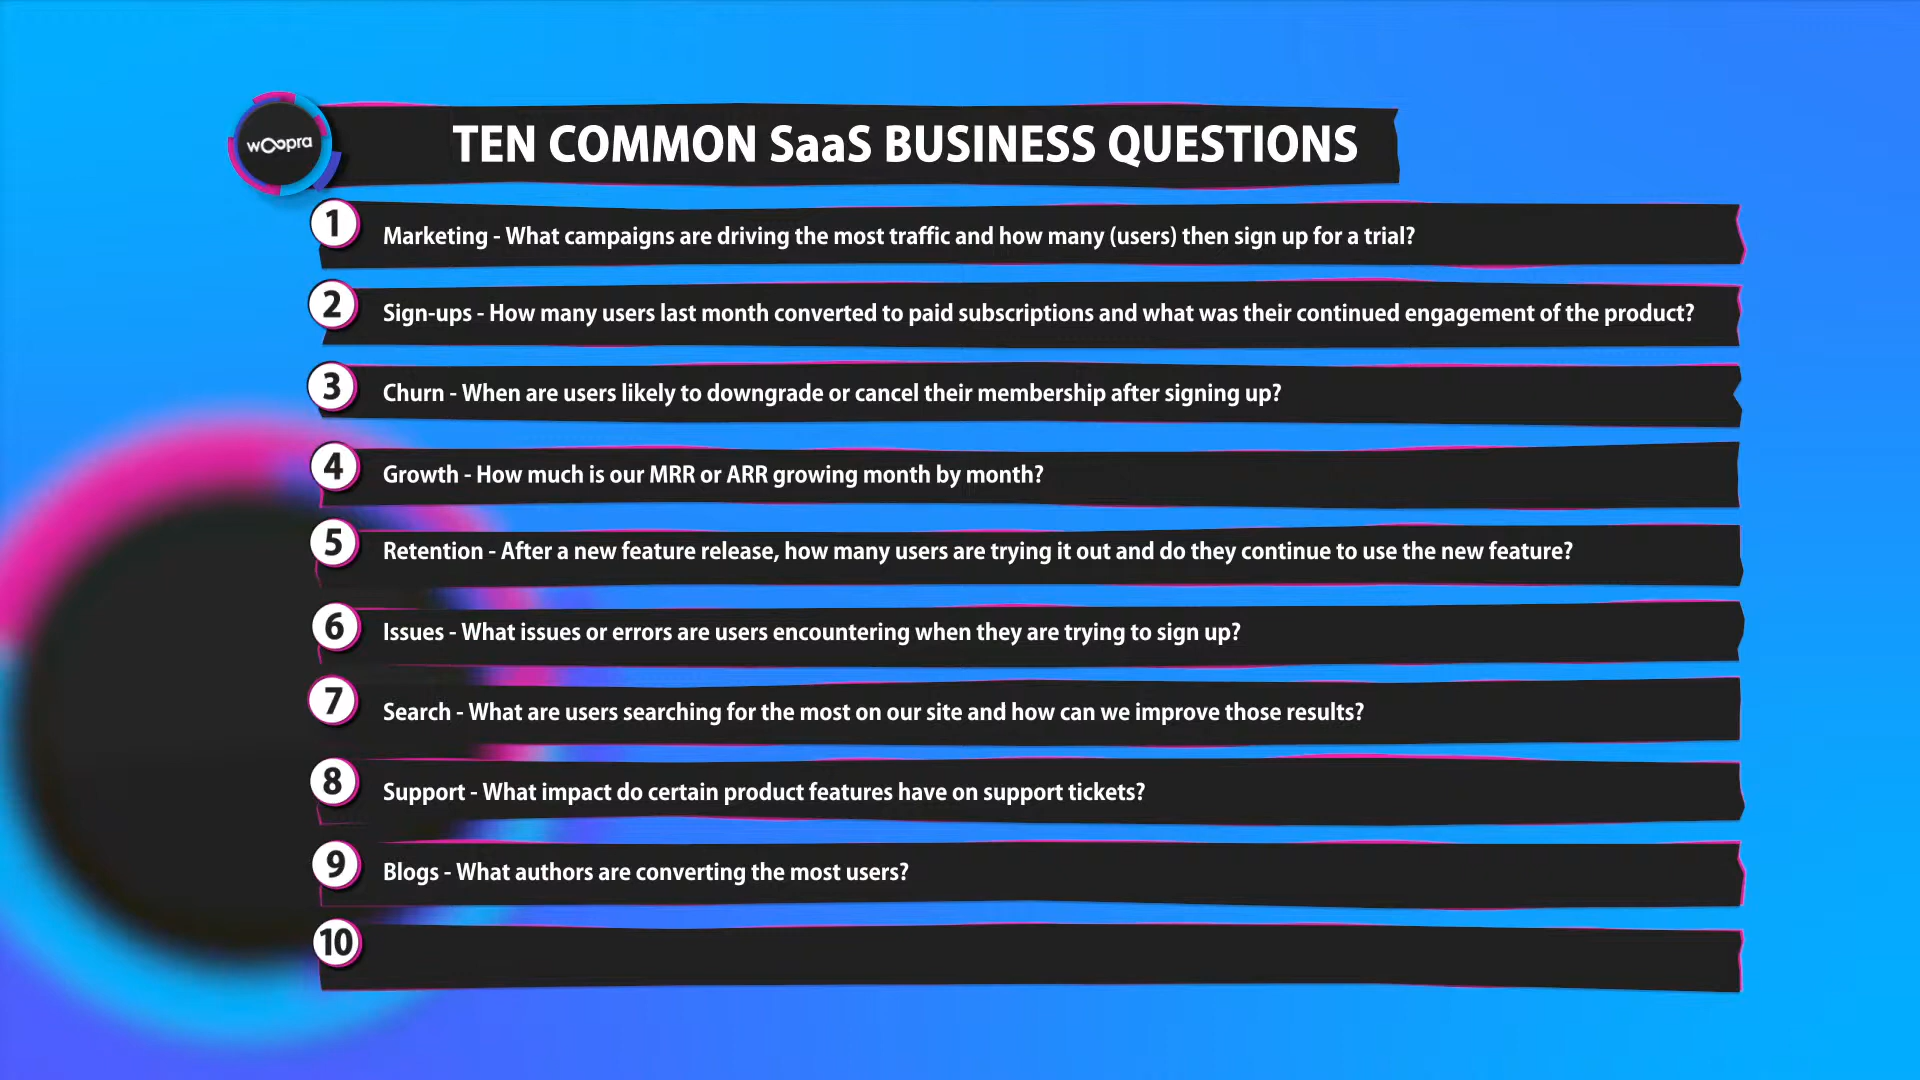 woopra
TEN COMMON SaaS BUSINESS QUESTIONS
1
Marketing - What campaigns are driving the most traffic and how many (users) then sign up for a trial?
2
Sign-ups - How many users last month converted to paid subscriptions and what was their continued engagement of the product?
3
Churn - When are users likely to downgrade or cancel their membership after signing up?
4
Growth - How much is our MRR or ARR growing month by month?
5
Retention - After a new feature release, how many users are trying it out and do they continue to use the new feature?
6
Issues - What issues or errors are users encountering when they are trying to sign up?
7
Search - What are users searching for the most on our site and how can we improve those results?
8
Support - What impact do certain product features have on support tickets?
9
Blogs - What authors are converting the most users?
10